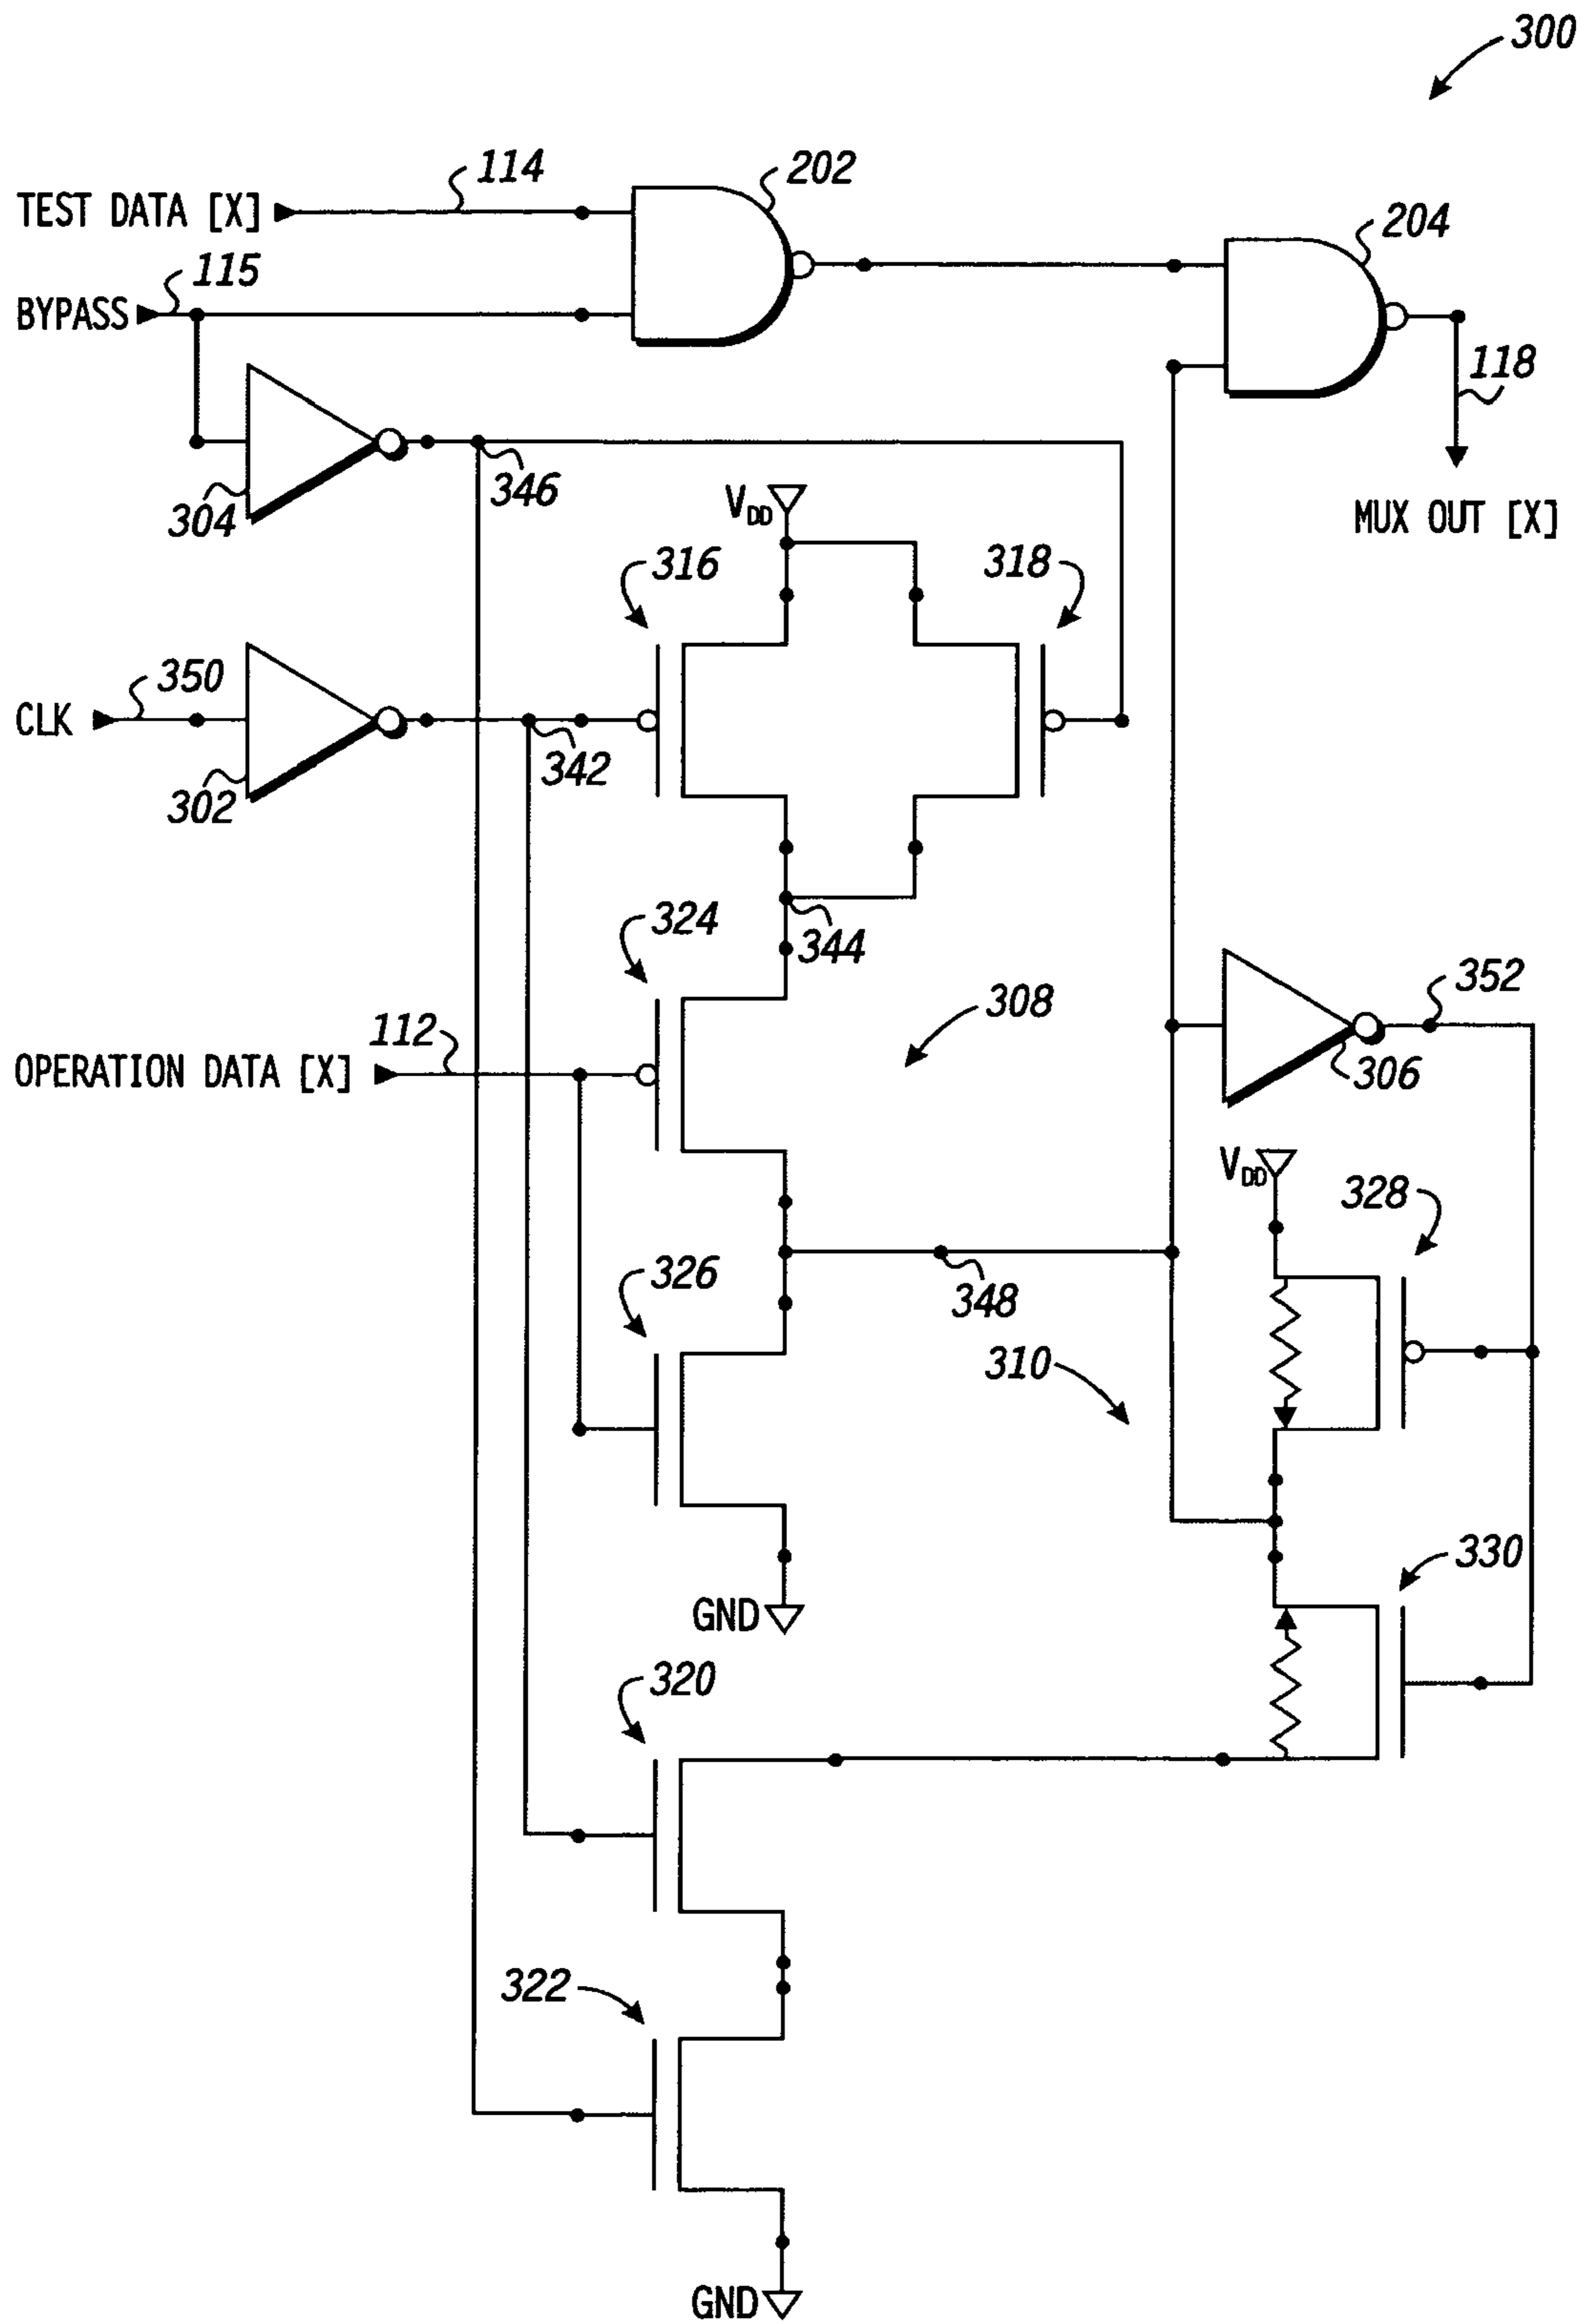 300
114
202
TEST DATA [X]
204
115
BYPASS
118
304
346
VDD
MUX OUT [X]
316
318
350
CLK
342
302
324
344
352
308
112
OPERATION DATA [X]
306
VDD
328
326
348
310
330
GND
320
322
GND